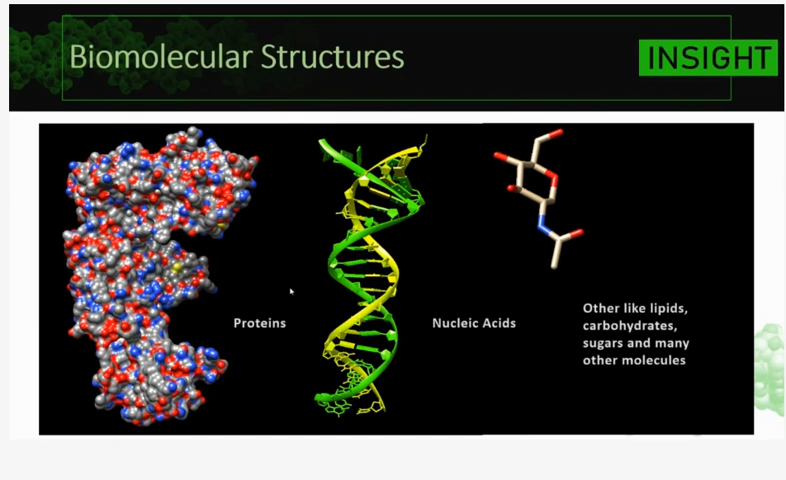 Biomolecular Structures
INSIGHT
Proteins
Nucleic Acids
Other like lipids,
carbohydrates,
sugars and many
other molecules